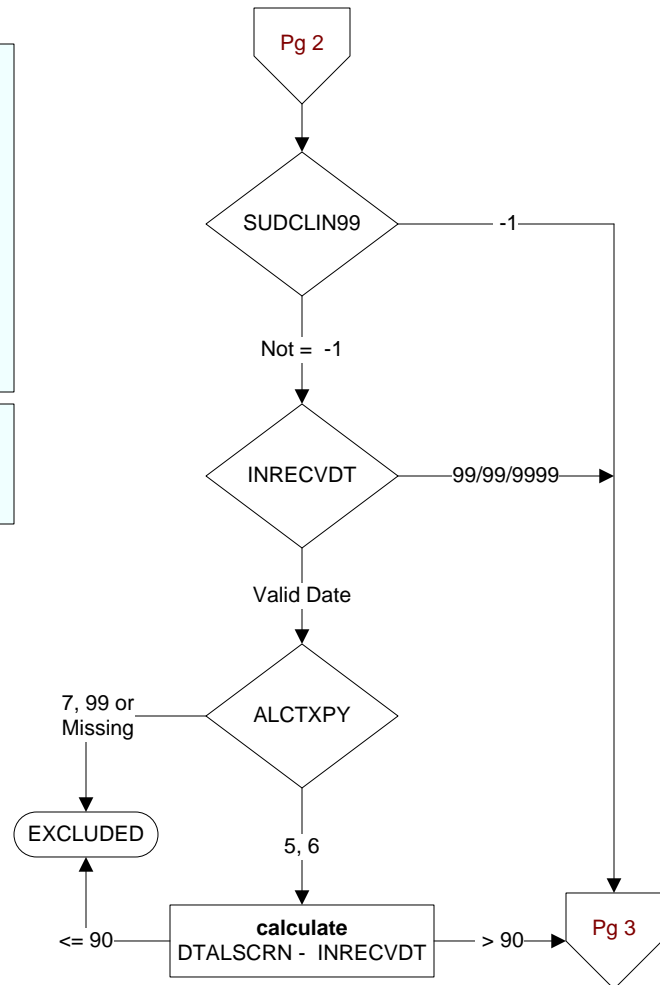 Pg 2
SUDCLIN99
-1
Not = -1
INRECVDT
99/99/9999
Valid Date
ALCTXPY
7, 99 or
Missing
EXCLUDED
5, 6
<= 90
calculate
DTALSCRN - INRECVDT
> 90
Pg 3